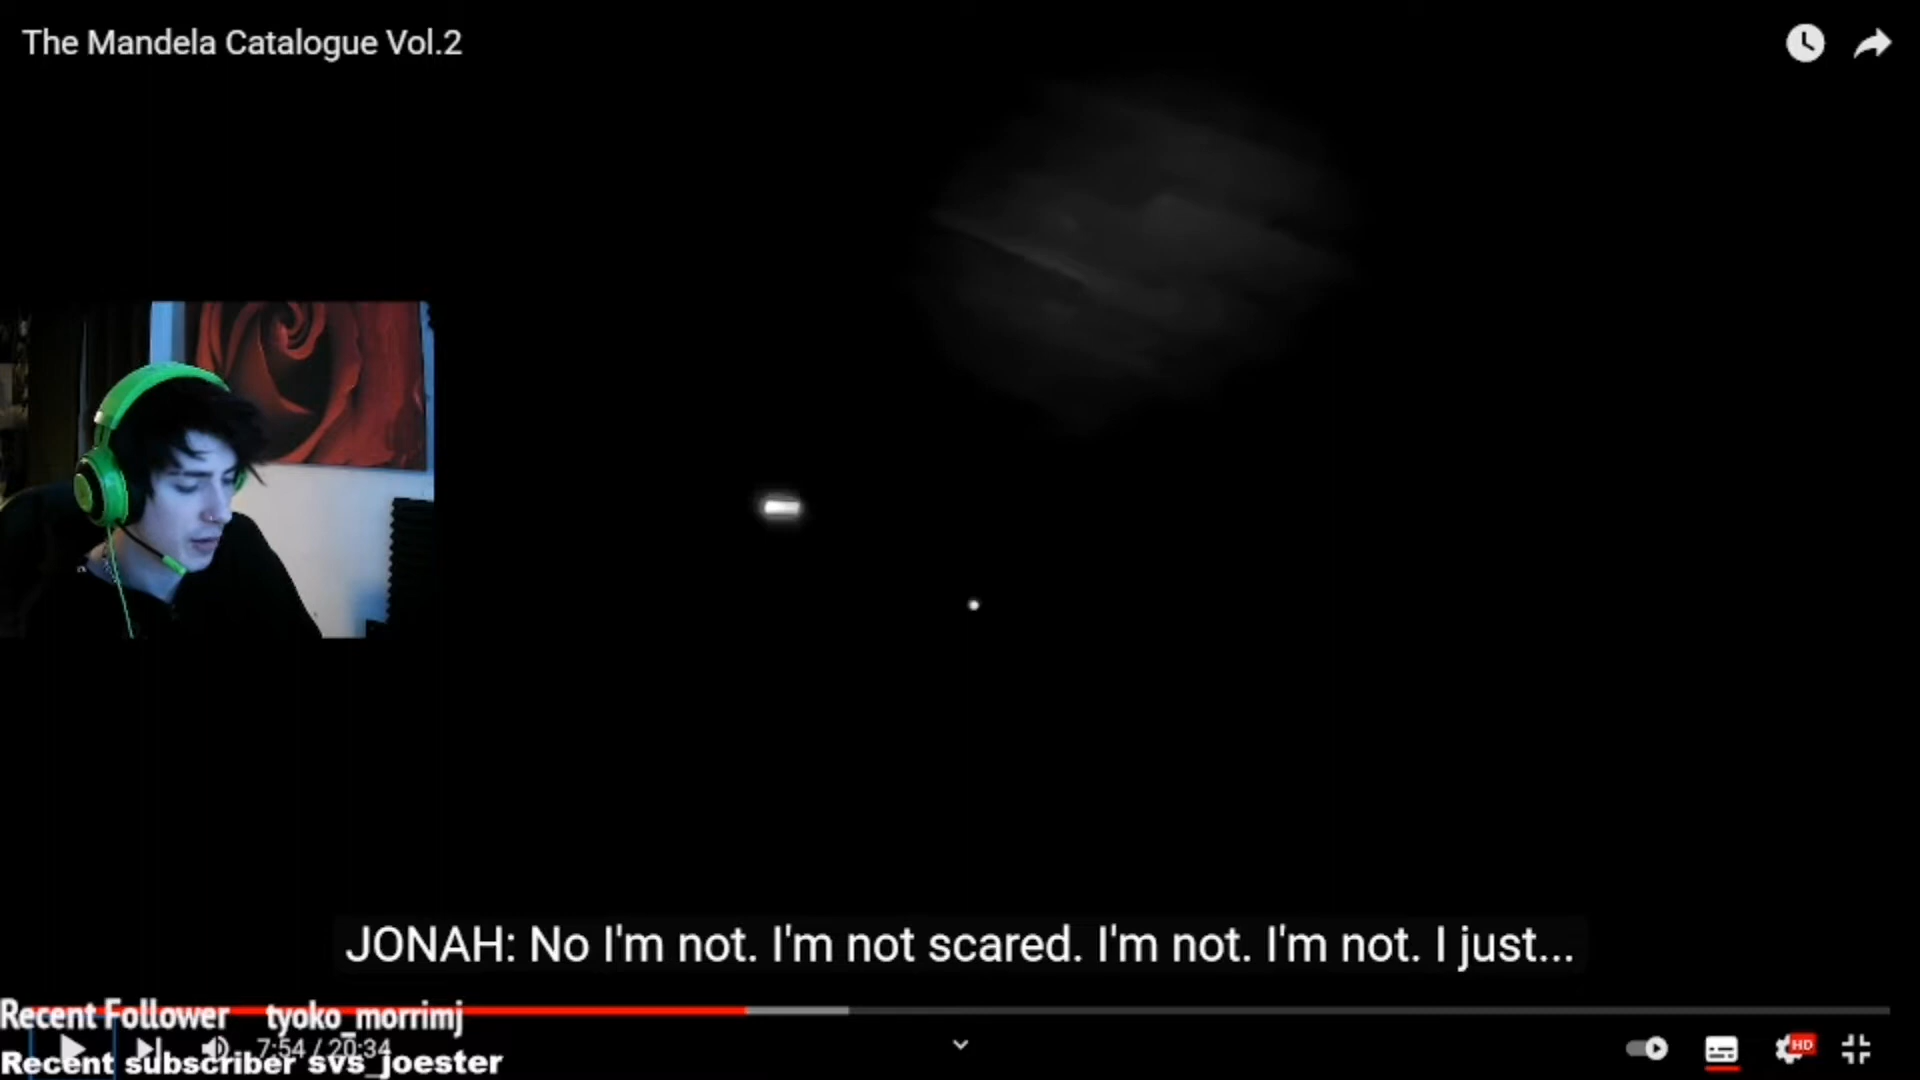 The Mandela Catalogue Vol.2
JONAH: No I'm not. I'm not scared. I'm not. I'm not. I just...
Recent Follower tyoko_morrimj
7:54 / 20:34
HD
Recent subscriber svs_joester